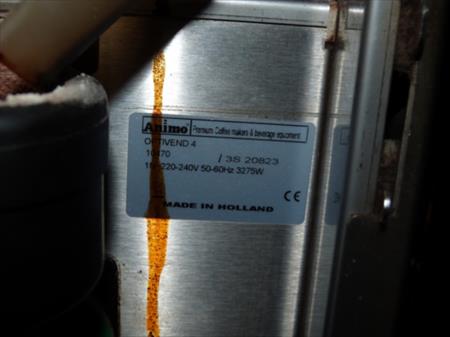 Animo Premium Coffee makers & beverage equipment
OPTIVEND 4
10470 / 3S 20823
1N~220-240V 50-60Hz 3275W
CE
MADE IN HOLLAND